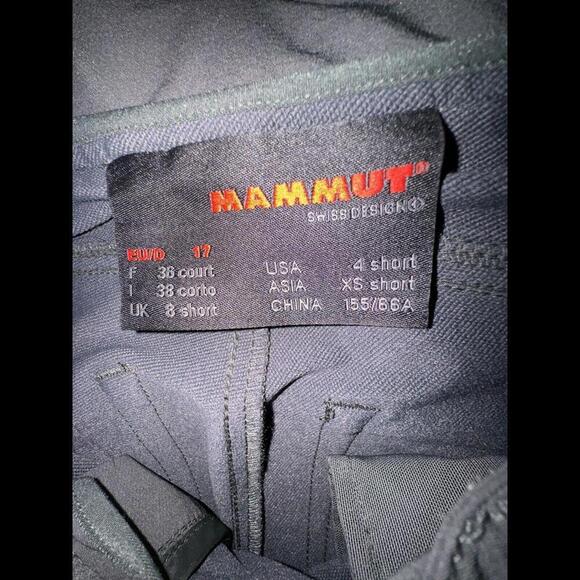 MAMMUT
SWISS DESIGN
EU/D 17
F 36 court
I 38 corto
UK 8 short
USA 4 short
ASIA XS short
CHINA 155/66A